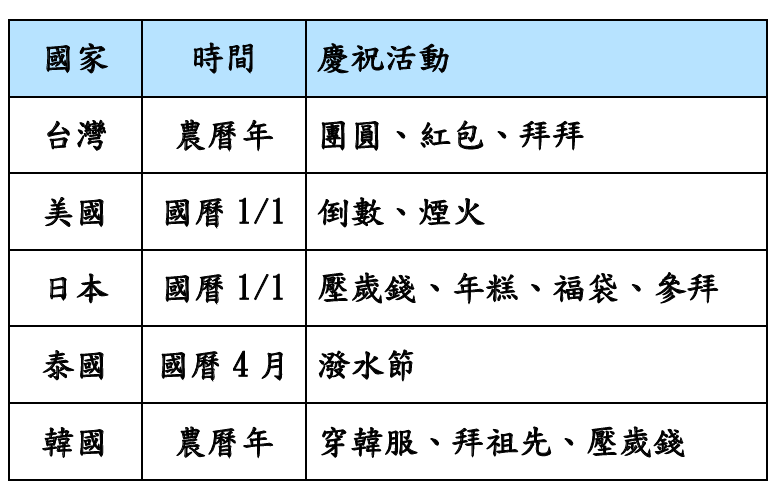 國家 時間 慶祝活動
台灣 農曆年 團圓、紅包、拜拜
美國 國曆 1/1 倒數、煙火
日本 國曆 1/1 壓歲錢、年糕、福袋、參拜
泰國 國曆 4 月 潑水節
韓國 農曆年 穿韓服、拜祖先、壓歲錢